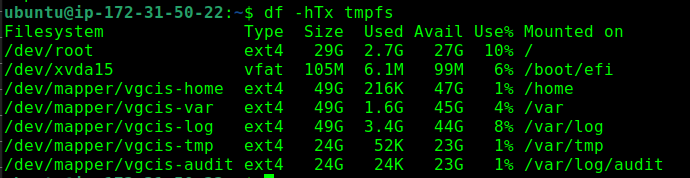 ubuntu@ip-172-31-50-22:~$ df -hTx tmpfs
Filesystem Type Size Used Avail Use% Mounted on
/dev/root ext4 29G 2.7G 27G 10% /
/dev/xvda15 vfat 105M 6.1M 99M 6% /boot/efi
/dev/mapper/vgcis-home ext4 49G 216K 47G 1% /home
/dev/mapper/vgcis-var ext4 49G 1.6G 45G 4% /var
/dev/mapper/vgcis-log ext4 49G 3.4G 44G 8% /var/log
/dev/mapper/vgcis-tmp ext4 24G 52K 23G 1% /var/tmp
/dev/mapper/vgcis-audit ext4 24G 24K 23G 1% /var/log/audit